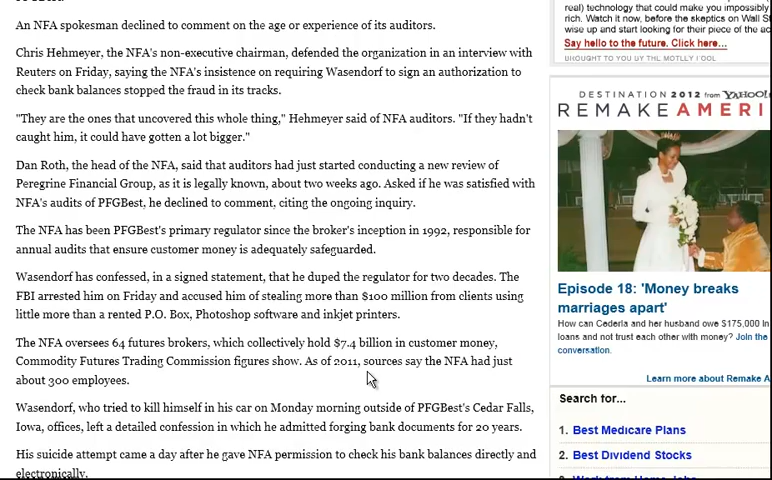 An NFA spokesman declined to comment on the age or experience of its auditors.
Chris Hehmeyer, the NFA's non-executive chairman, defended the organization in an interview with
Reuters on Friday, saying the NFA's insistence on requiring Wasendorf to sign an authorization to
check bank balances stopped the fraud in its tracks.
"They are the ones that uncovered this whole thing," Hehmeyer said of NFA auditors. "If they hadn't
caught him, it could have gotten a lot bigger."
Dan Roth, the head of the NFA, said that auditors had just started conducting a new review of
Peregrine Financial Group, as it is legally known, about two weeks ago. Asked if he was satisfied with
NFA's audits of PFGBest, he declined to comment, citing the ongoing inquiry.
The NFA has been PFGBest's primary regulator since the broker's inception in 1992, responsible for
annual audits that ensure customer money is adequately safeguarded.
Wasendorf has confessed, in a signed statement, that he duped the regulator for two decades. The
FBI arrested him on Friday and accused him of stealing more than $100 million from clients using
little more than a rented P.O. Box, Photoshop software and inkjet printers.
The NFA oversees 64 futures brokers, which collectively hold $7.4 billion in customer money,
Commodity Futures Trading Commission figures show. As of 2011, sources say the NFA had just
about 300 employees.
Wasendorf, who tried to kill himself in his car on Monday morning outside of PFGBest's Cedar Falls,
Iowa, offices, left a detailed confession in which he admitted forging bank documents for 20 years.
His suicide attempt came a day after he gave NFA permission to check his bank balances directly and
electronically.
real) technology that could make you impossibly
rich. Watch it now, before the skeptics on Wall S
wise up and start looking for their piece of the ac
Say hello to the future. Click here...
BROUGHT TO YOU BY THE MOTLEY FOOL
DESTINATION 2012 from YAHOO!
REMAKE AMERI
Episode 18: 'Money breaks
marriages apart'
How can Cederla and her husband owe $175,000 in
loans and not trust each other with money? Join the
conversation.
Learn more about Remake A
Search for...
1. Best Medicare Plans
2. Best Dividend Stocks